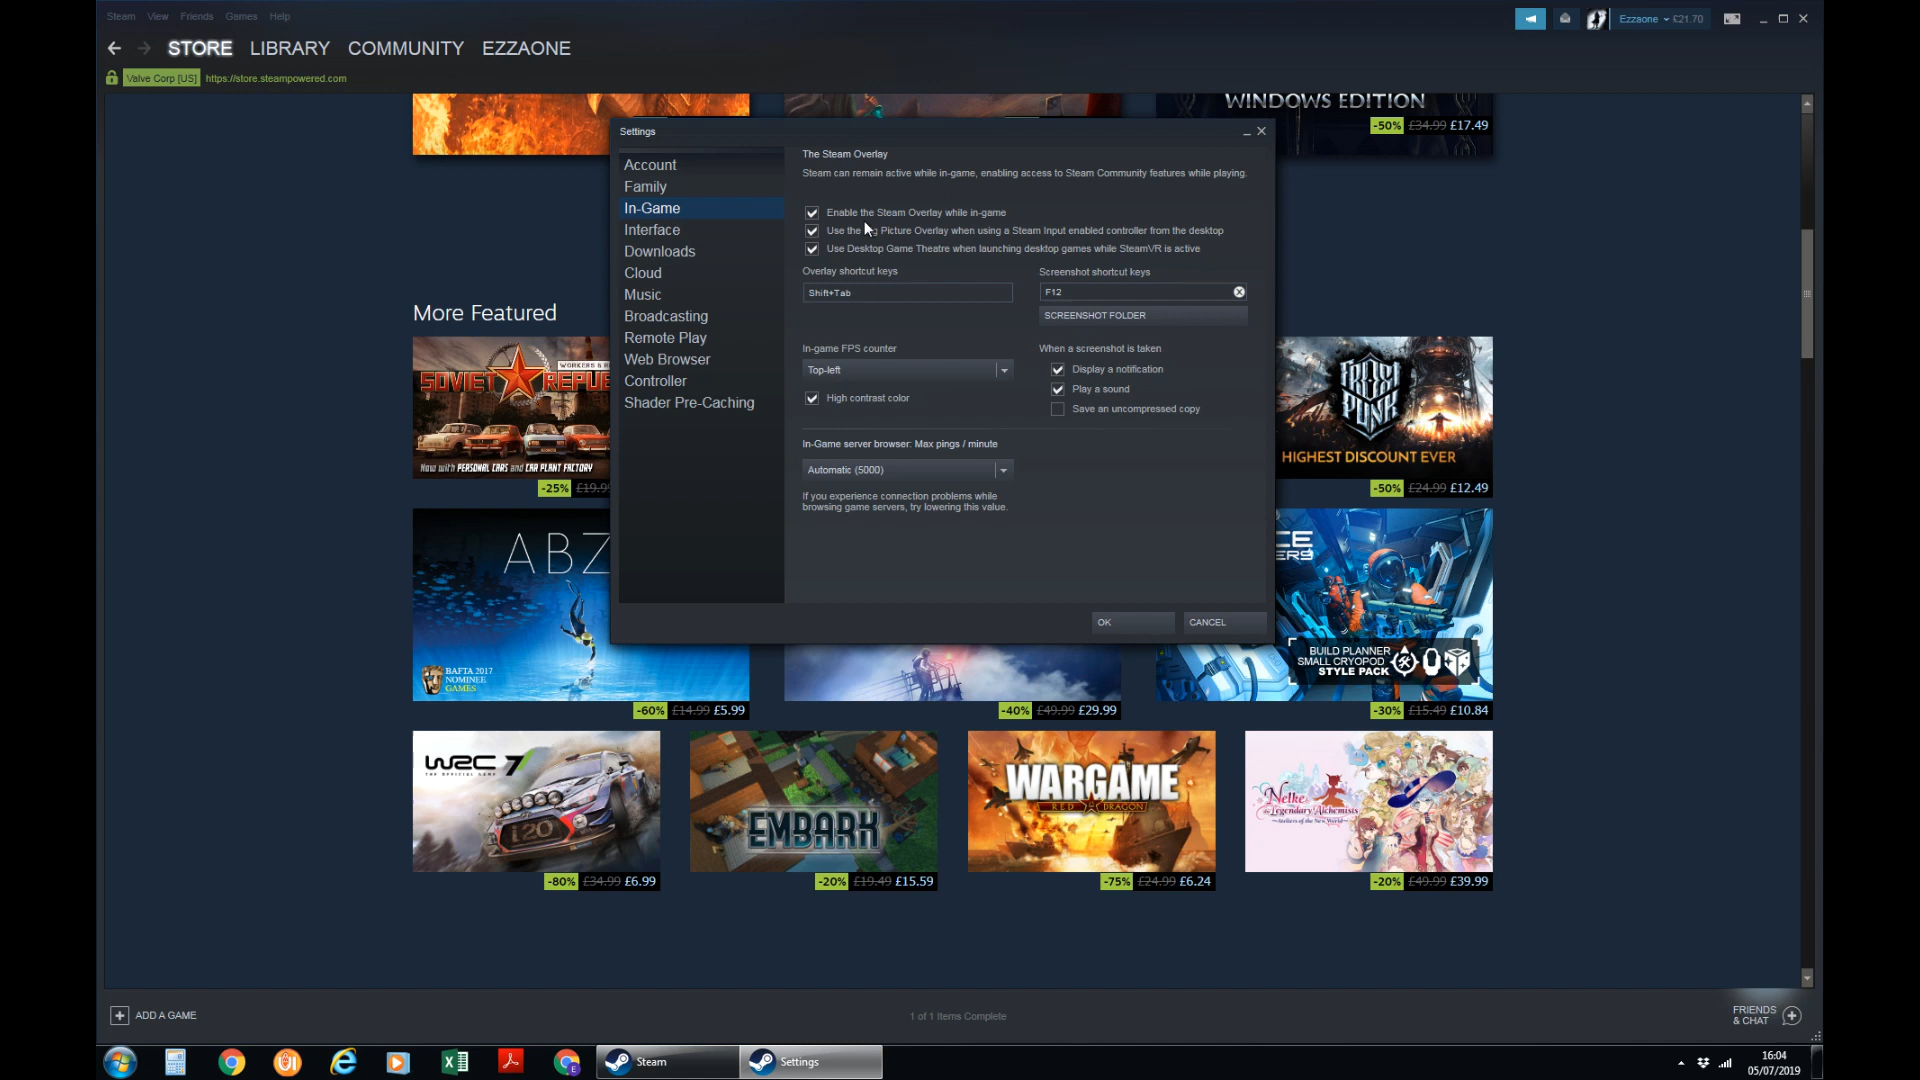 Steam View Friends Games Help
Ezzaone £21.70
STORE LIBRARY COMMUNITY EZZAONE
Valve Corp [US] https://store.steampowered.com
WINDOWS EDITION
-50% £34.99 £17.49
Settings
Account
Family
In-Game
Interface
Downloads
Cloud
Music
Broadcasting
Remote Play
Web Browser
Controller
Shader Pre-Caching
The Steam Overlay
Steam can remain active while in-game, enabling access to Steam Community features while playing.
Enable the Steam Overlay while in-game
Use the Picture Overlay when using a Steam Input enabled controller from the desktop
Use Desktop Game Theatre when launching desktop games while SteamVR is active
Overlay shortcut keys
Shift+Tab
Screenshot shortcut keys
F12
SCREENSHOT FOLDER
In-game FPS counter
Top-left
High contrast color
When a screenshot is taken
Display a notification
Play a sound
Save an uncompressed copy
In-Game server browser: Max pings / minute
Automatic (5000)
If you experience connection problems while
browsing game servers, try lowering this value.
OK CANCEL
More Featured
WORKERS & R
SOVIET REPU
Now with PERSONAL CARS and CAR PLANT FACTORY
-25% £19.9
FROSTPUNK
HIGHEST DISCOUNT EVER
-50% £24.99 £12.49
ABZ
BAFTA 2017
NOMINEE
GAMES
-60% £14.99 £5.99
-40% £49.99 £29.99
CE
ERS
BUILD PLANNER
SMALL CRYOPOD
STYLE PACK
-30% £15.49 £10.84
WRC 7
THE OFFICIAL GAME
i20
-80% £34.99 £6.99
EMBARK
-20% £19.49 £15.59
WARGAME
RED DRAGON
-75% £24.99 £6.24
Nelke
& the Legendary Alchemists
~Ateliers of the New World~
-20% £49.99 £39.99
ADD A GAME
1 of 1 Items Complete
FRIENDS
& CHAT
Steam
Settings
16:04
05/07/2019